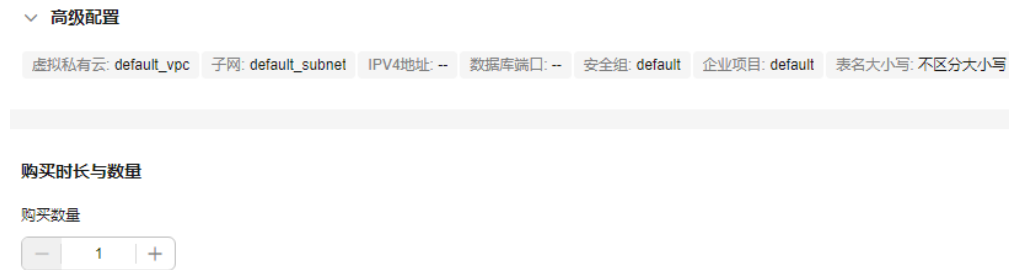 高级配置
虚拟私有云: default_vpc 子网: default_subnet IPV4地址: -- 数据库端口: -- 安全组: default 企业项目: default 表名大小写: 不区分大小写
购买时长与数量
购买数量
1